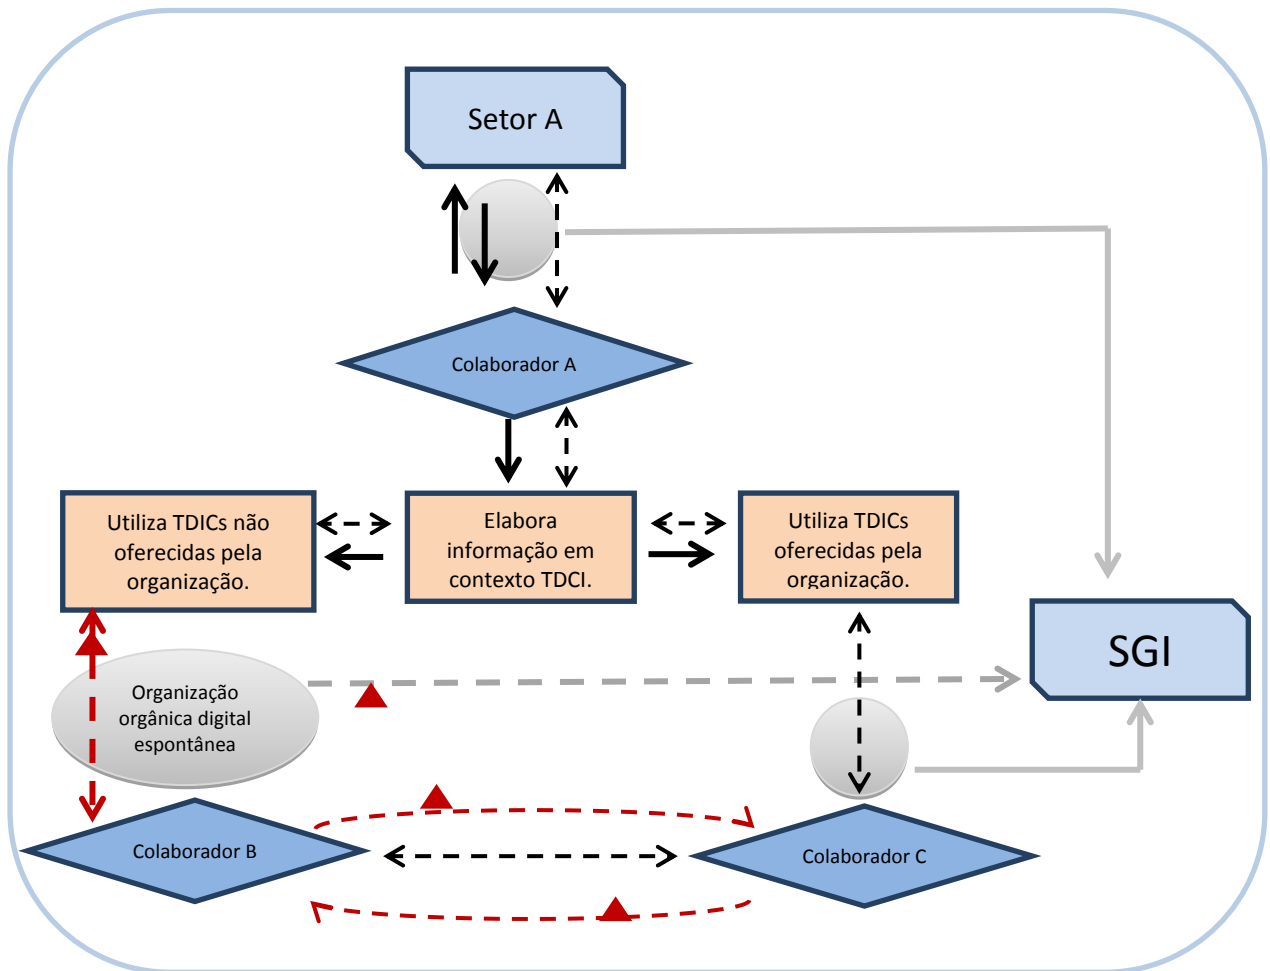 Setor A
Colaborador A
Utiliza TDICs não
oferecidas pela
organização.
Elabora
informação em
contexto TDCI.
Utiliza TDICs
oferecidas pela
organização.
SGI
Organização
orgânica digital
espontânea
Colaborador B
Colaborador C